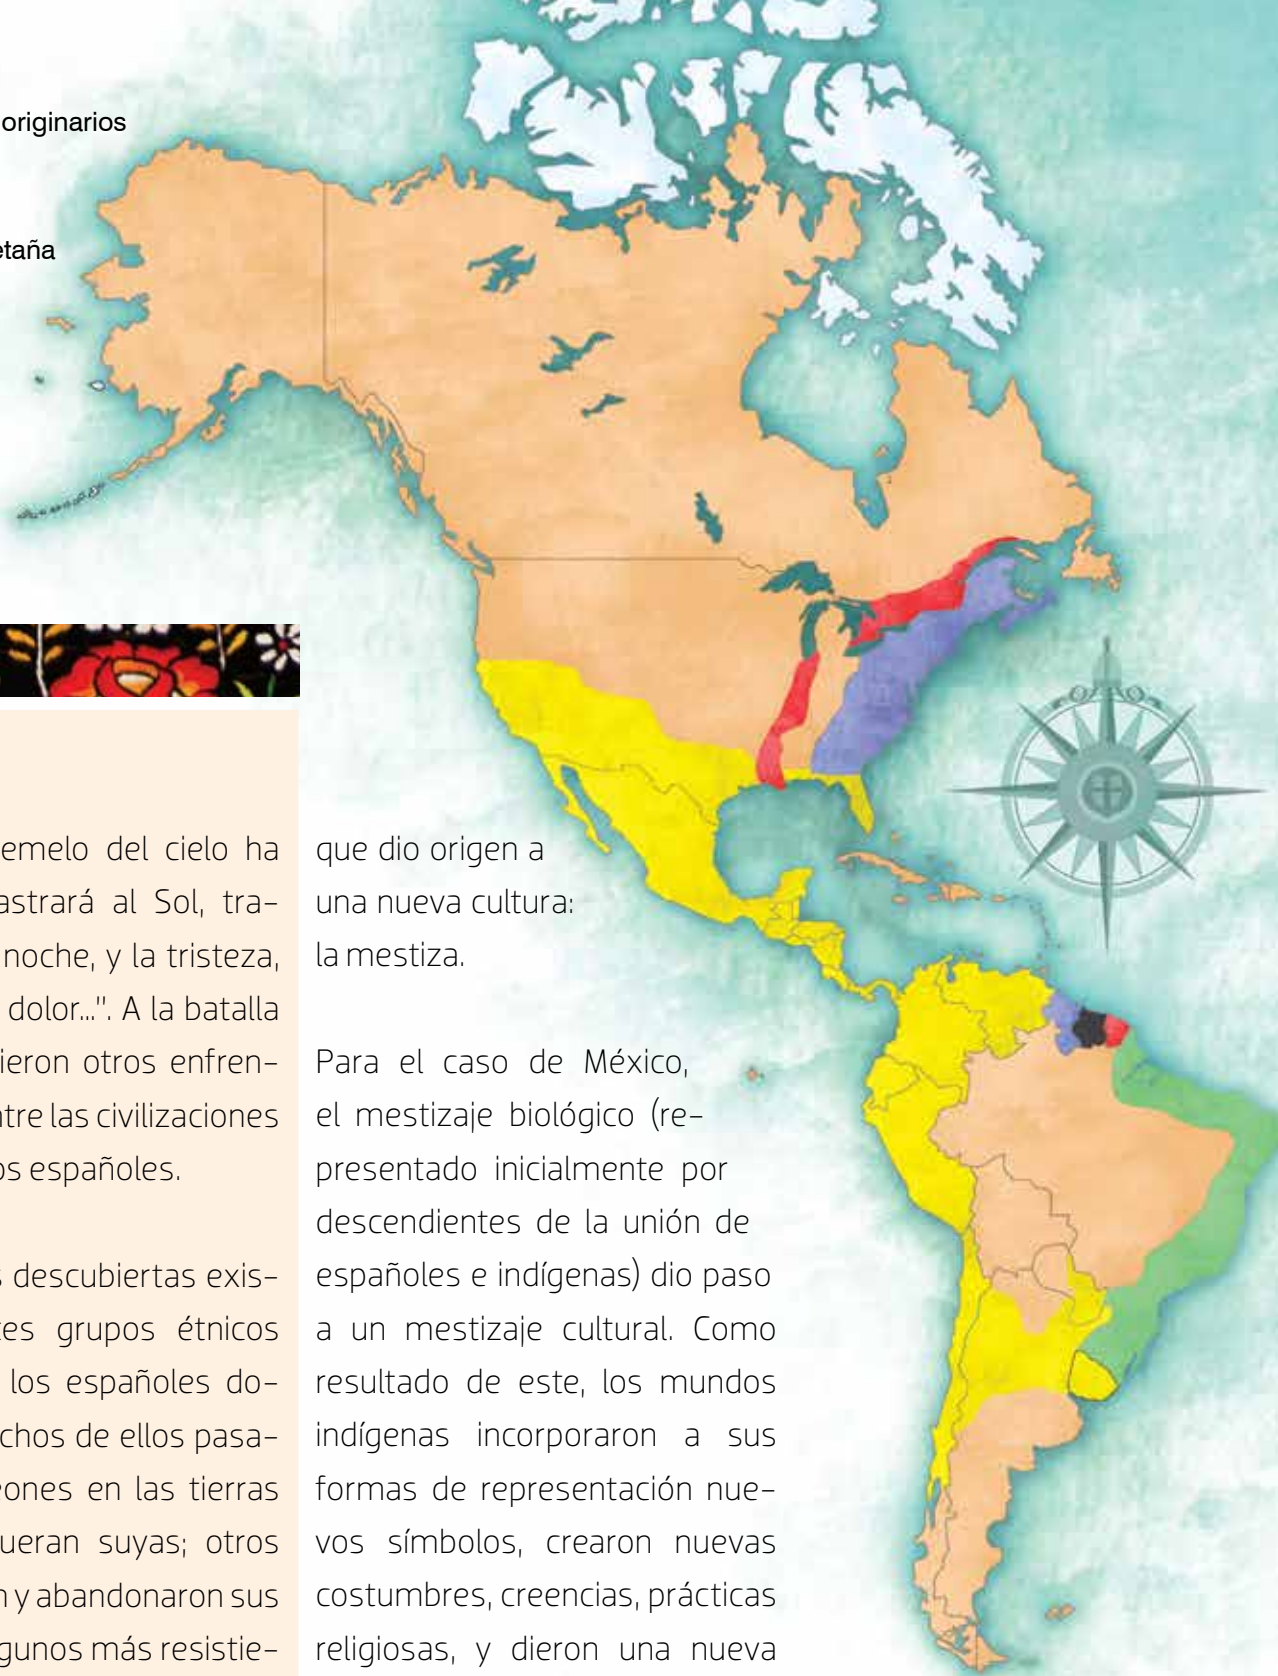 originarios
emelo del cielo ha
astrará al Sol, tra-
noche, y la tristeza,
dolor...". A la batalla
ieron otros enfren-
ntre las civilizaciones
os españoles.
s descubiertas exis-
tes grupos étnicos
los españoles do-
chos de ellos pasa-
eones en las tierras
ueran suyas; otros
n y abandonaron sus
lgunos más resistie-
que dio origen a
una nueva cultura:
la mestiza.
Para el caso de México,
el mestizaje biológico (re-
presentado inicialmente por
descendientes de la unión de
españoles e indígenas) dio paso
a un mestizaje cultural. Como
resultado de este, los mundos
indígenas incorporaron a sus
formas de representación nue-
vos símbolos, crearon nuevas
costumbres, creencias, prácticas
religiosas, y dieron una nueva